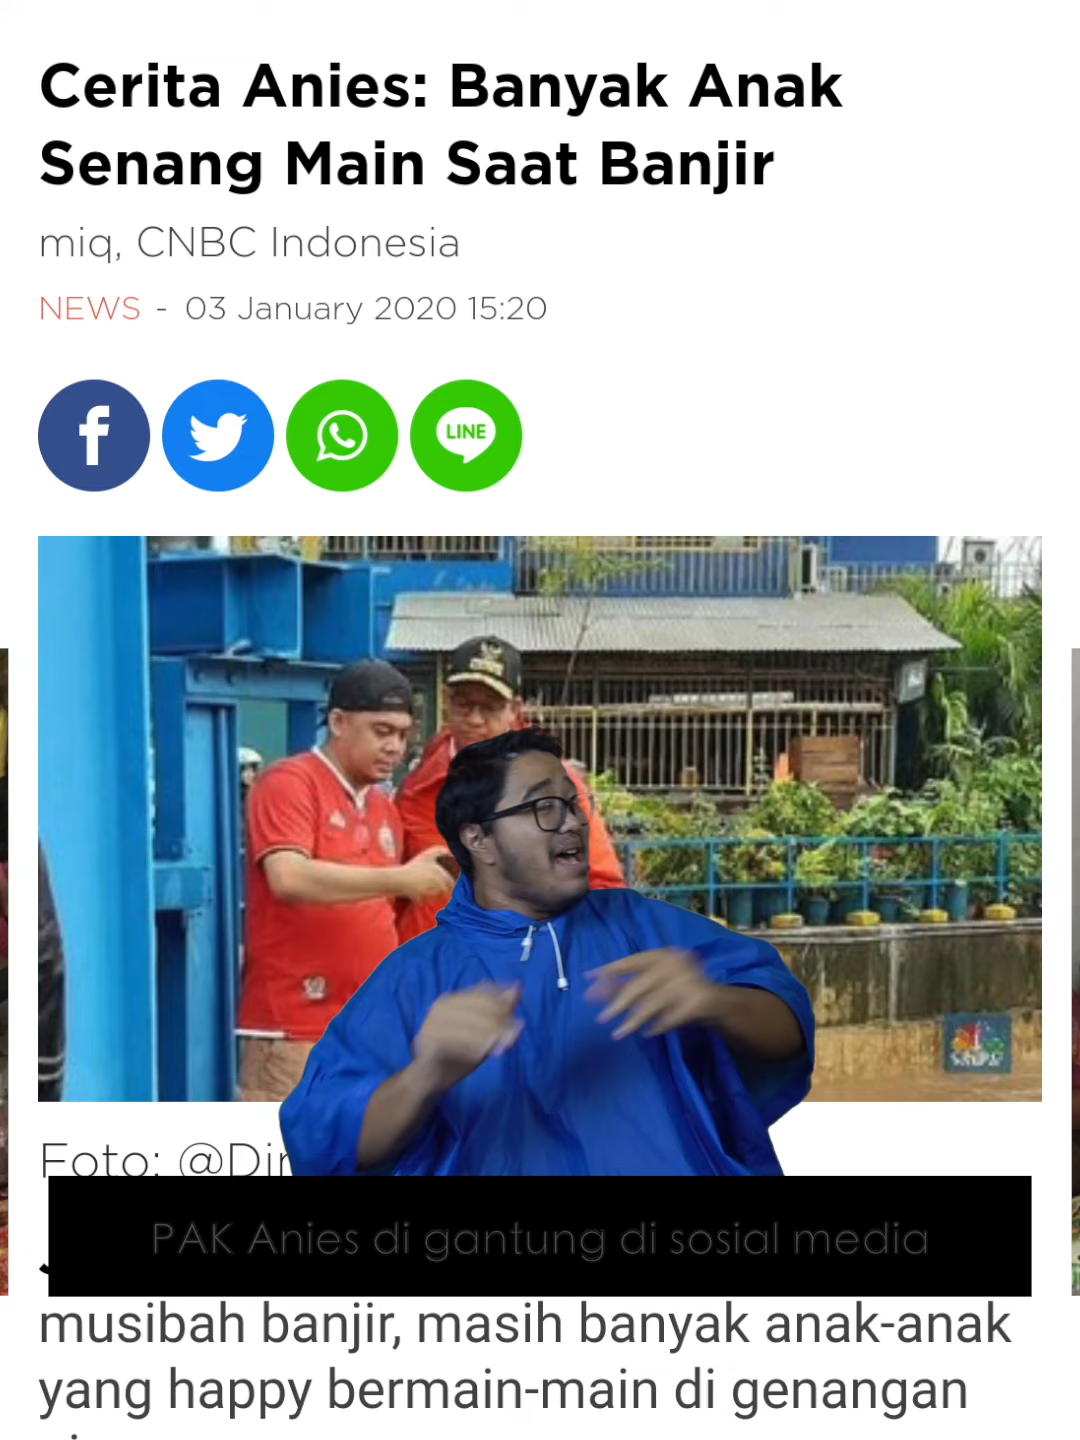 Cerita Anies: Banyak Anak
Senang Main Saat Banjir
miq, CNBC Indonesia
NEWS - 03 January 2020 15:20
LINE
Foto: @Dir
PAK Anies di gantung di sosial media
musibah banjir, masih banyak anak-anak
yang happy bermain-main di genangan